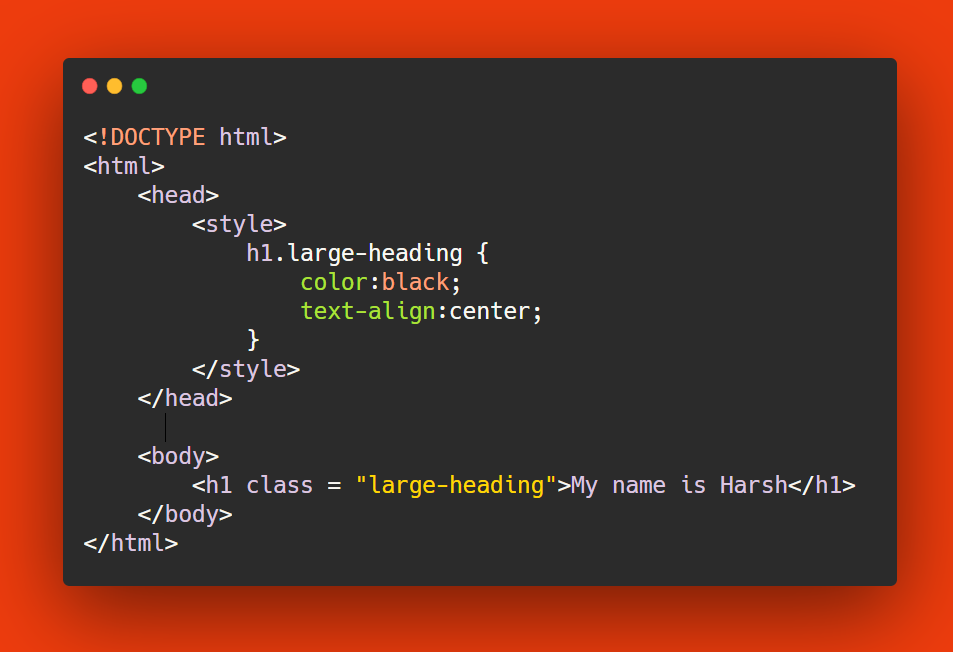 <!DOCTYPE html>
<html>
    <head>
        <style>
            h1.large-heading {
                color:black;
                text-align:center;
            }
        </style>
    </head>
    <body>
        <h1 class = "large-heading">My name is Harsh</h1>
    </body>
</html>